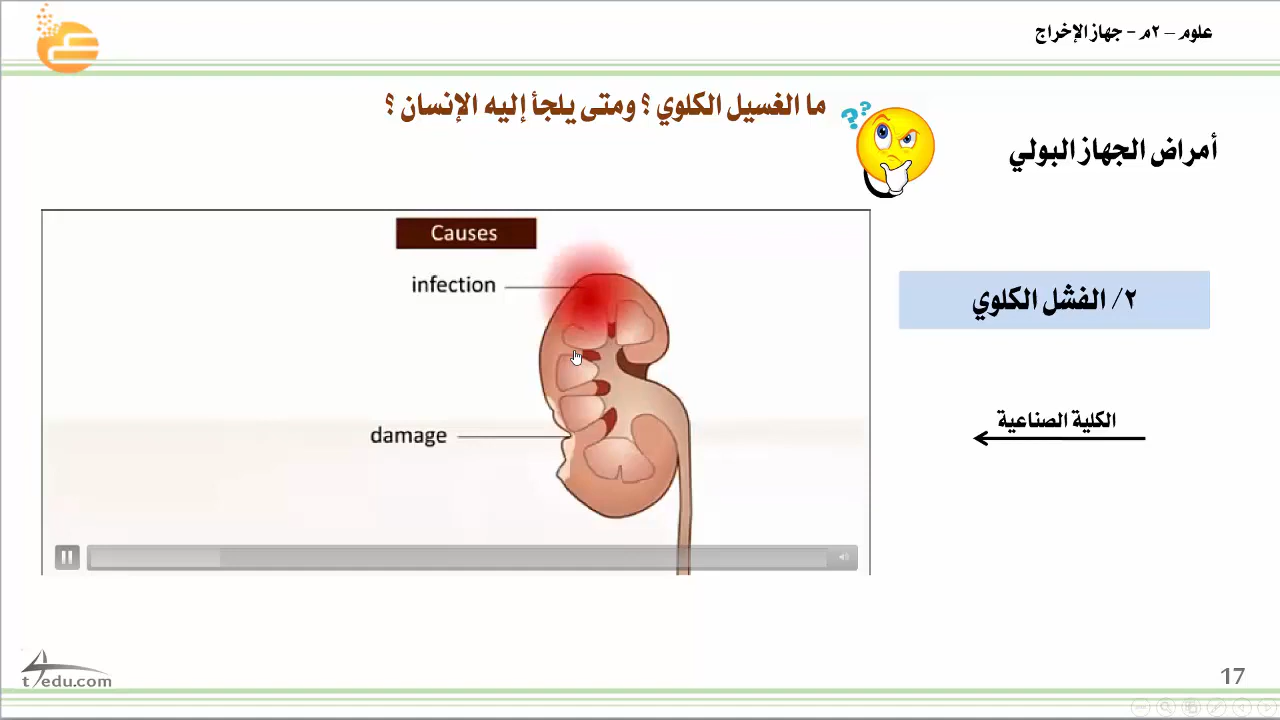 علوم – ٢م – جهاز الإخراج
ما الغسيل الكلوي ؟ ومتى يلجأ إليه الإنسان ؟
??
أمراض الجهاز البولي
Causes
infection
damage
٢/ الفشل الكلوي
الكلية الصناعية
t4edu.com
17